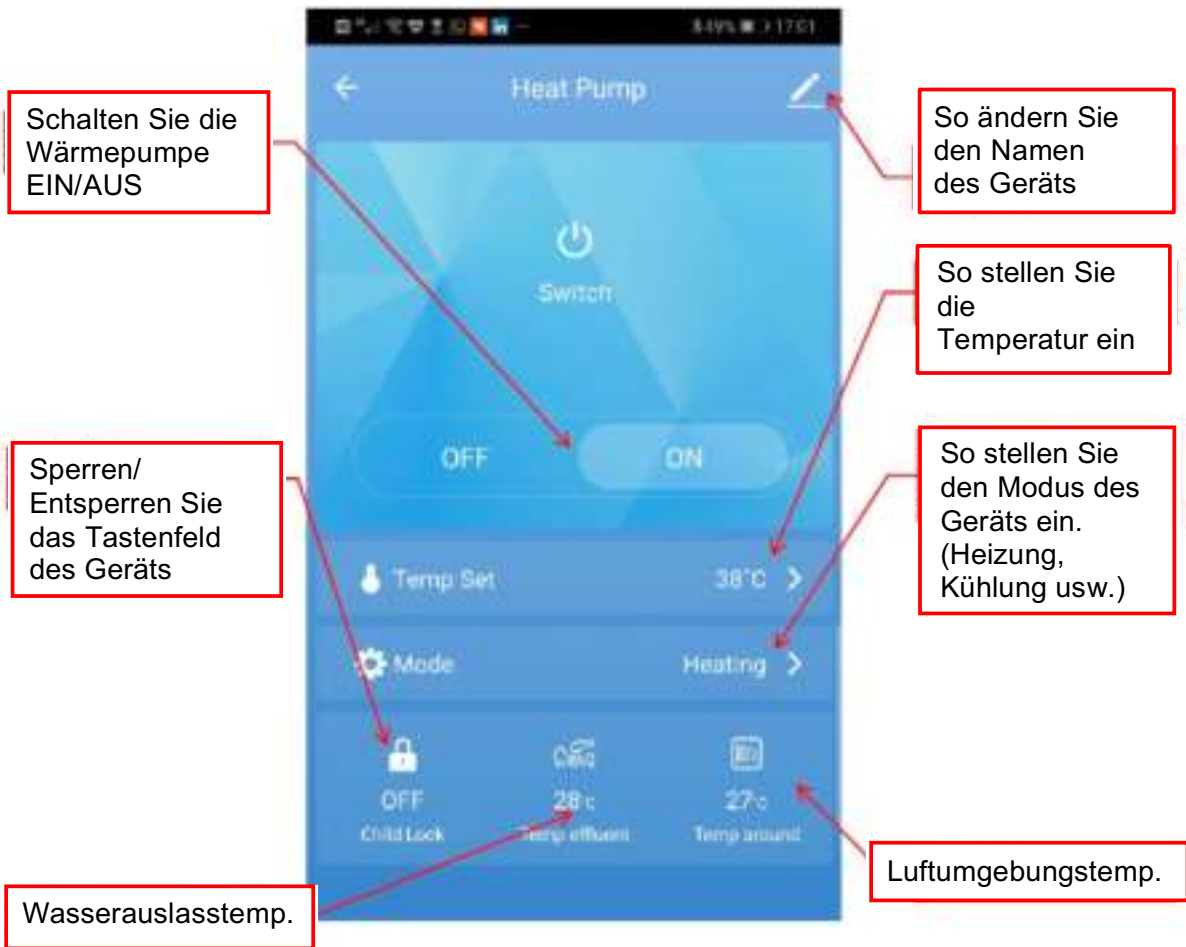 17:01
Heat Pump
Schalten Sie die
Wärmepumpe
EIN/AUS
So ändern Sie
den Namen
des Geräts
Switch
So stellen Sie
die
Temperatur ein
OFF
ON
Sperren/
Entsperren Sie
das Tastenfeld
des Geräts
So stellen Sie
den Modus des
Geräts ein.
(Heizung,
Kühlung usw.)
Temp Set
38°C
Mode
Heating
OFF
28°c
27°c
Child Lock
Temp effluent
Temp around
Luftumgebungstemp.
Wasserauslasstemp.